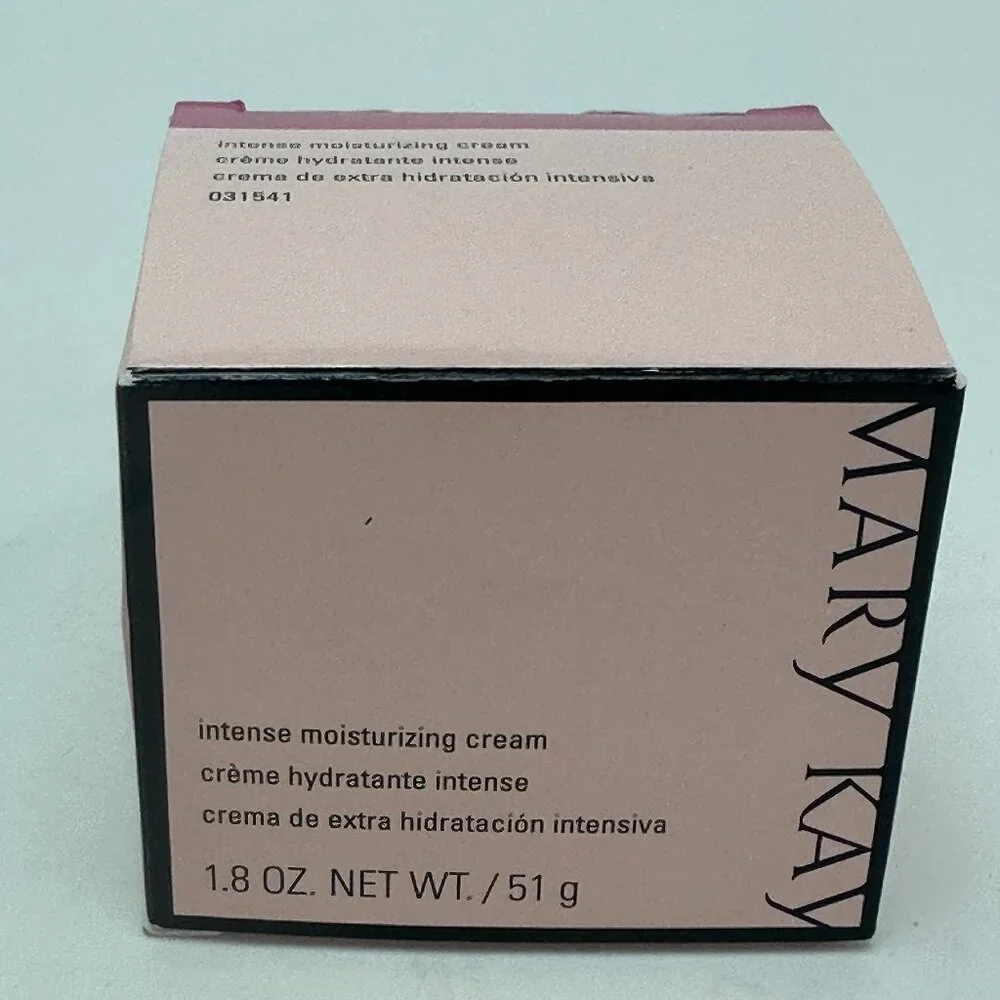 intense moisturizing cream
crème hydratante intense
crema de extra hidratación intensiva
031541
MARY KAY
intense moisturizing cream
crème hydratante intense
crema de extra hidratación intensiva
1.8 OZ. NET WT. / 51 g